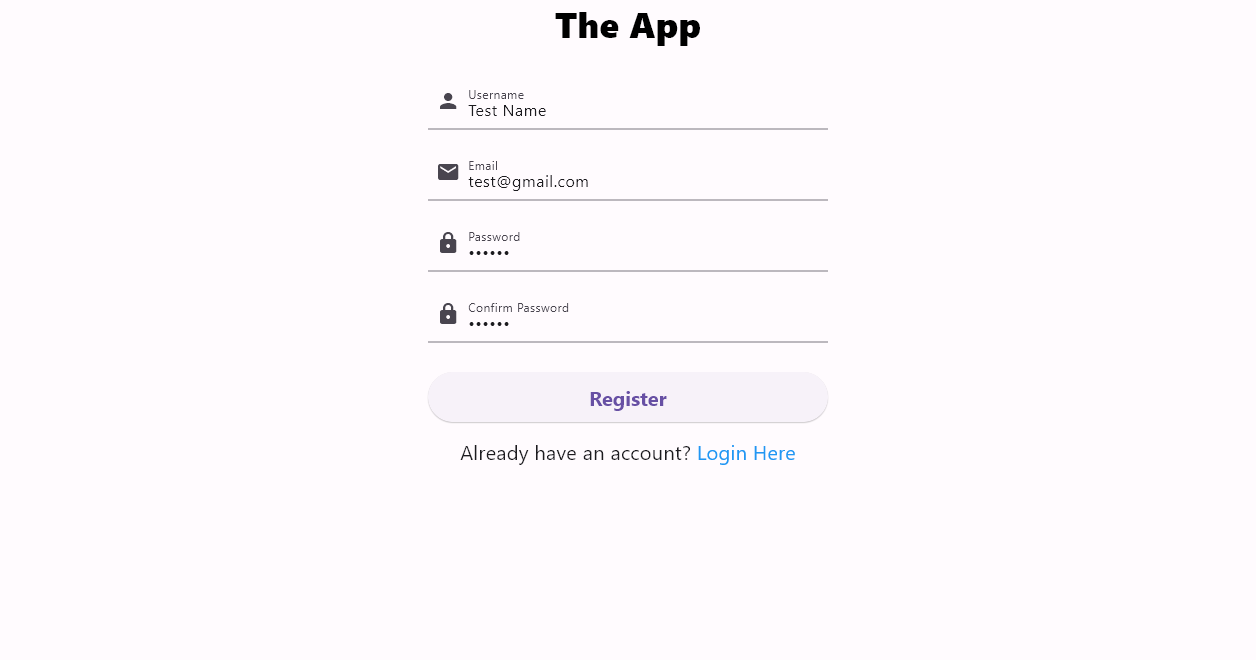 The App
Username
Test Name
Email
test@gmail.com
Password
••••••
Confirm Password
••••••
Register
Already have an account? Login Here